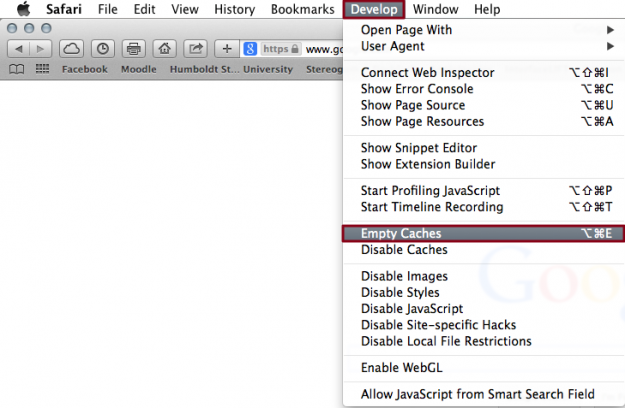 Safari File Edit View History Bookmarks Develop Window Help
https www.go
Facebook Moodle Humboldt St... University Stereog
Open Page With
User Agent
Connect Web Inspector ⌥⇧⌘I
Show Error Console ⌥⌘C
Show Page Source ⌥⌘U
Show Page Resources ⌥⌘A
Show Snippet Editor
Show Extension Builder
Start Profiling JavaScript ⌥⇧⌘P
Start Timeline Recording ⌥⇧⌘T
Empty Caches ⌥⌘E
Disable Caches
Disable Images
Disable Styles
Disable JavaScript
Disable Site-specific Hacks
Disable Local File Restrictions
Enable WebGL
Allow JavaScript from Smart Search Field